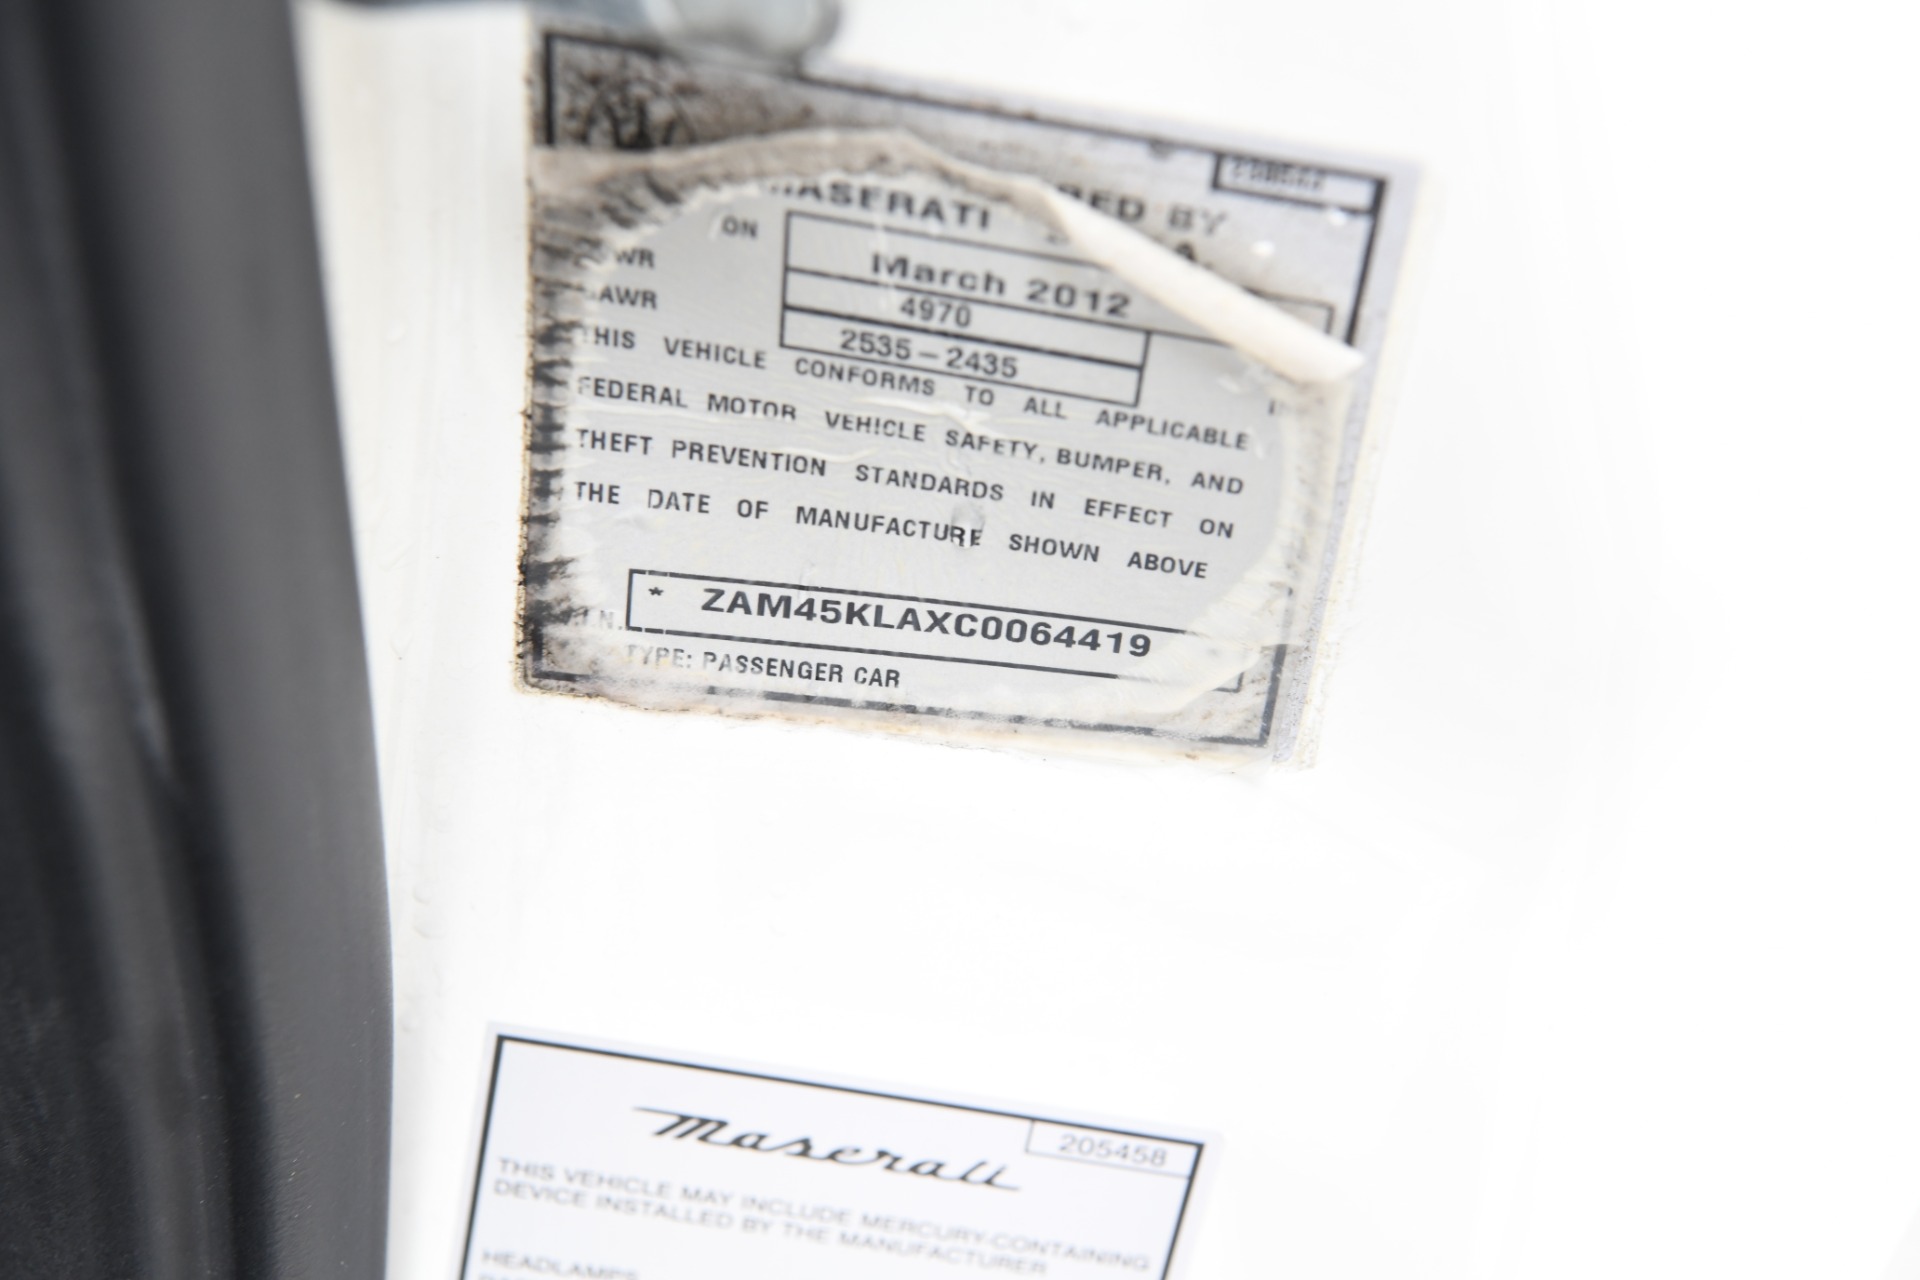 MASERATI
BY
ON
March 2012
4970
2535-2435
THIS VEHICLE CONFORMS TO ALL APPLICABLE
FEDERAL MOTOR VEHICLE SAFETY, BUMPER, AND
THEFT PREVENTION STANDARDS IN EFFECT ON
THE DATE OF MANUFACTURE SHOWN ABOVE
* ZAM45KLAXC0064419
TYPE: PASSENGER CAR
Maserati
205458
THIS VEHICLE MAY INCLUDE MERCURY-CONTAINING
DEVICE INSTALLED BY THE MANUFACTURER
HEADLAMPS